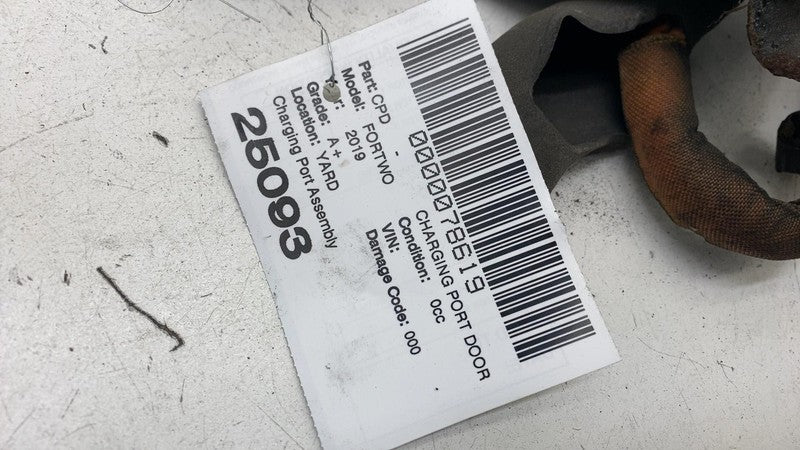 0000078619
Part: CPD - CHARGING PORT DOOR
Model: FORTWO Condition: 0cc
Year: 2019 VIN:
Grade: A+ Damage Code: 000
Location: YARD
Charging Port Assembly
25093